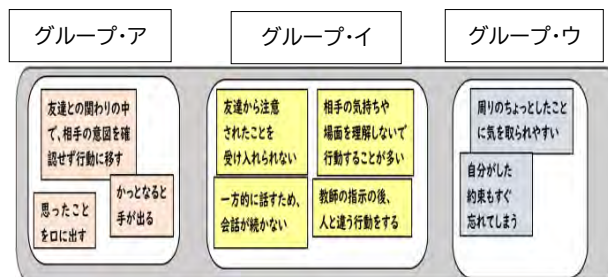 グループ・ア
グループ・イ
グループ・ウ
友達との関わりの中
で、相手の意図を確
認せず行動に移す
かっとなると
手が出る
思ったこと
を口に出す
友達から注意
されたことを
受け入れられない
相手の気持ちや
場面を理解しないで
行動することが多い
一方的に話すため、
会話が続かない
教師の指示の後、
人と違う行動をする
周りのちょっとしたこと
に気を取られやすい
自分がした
約束もすぐ
忘れてしまう